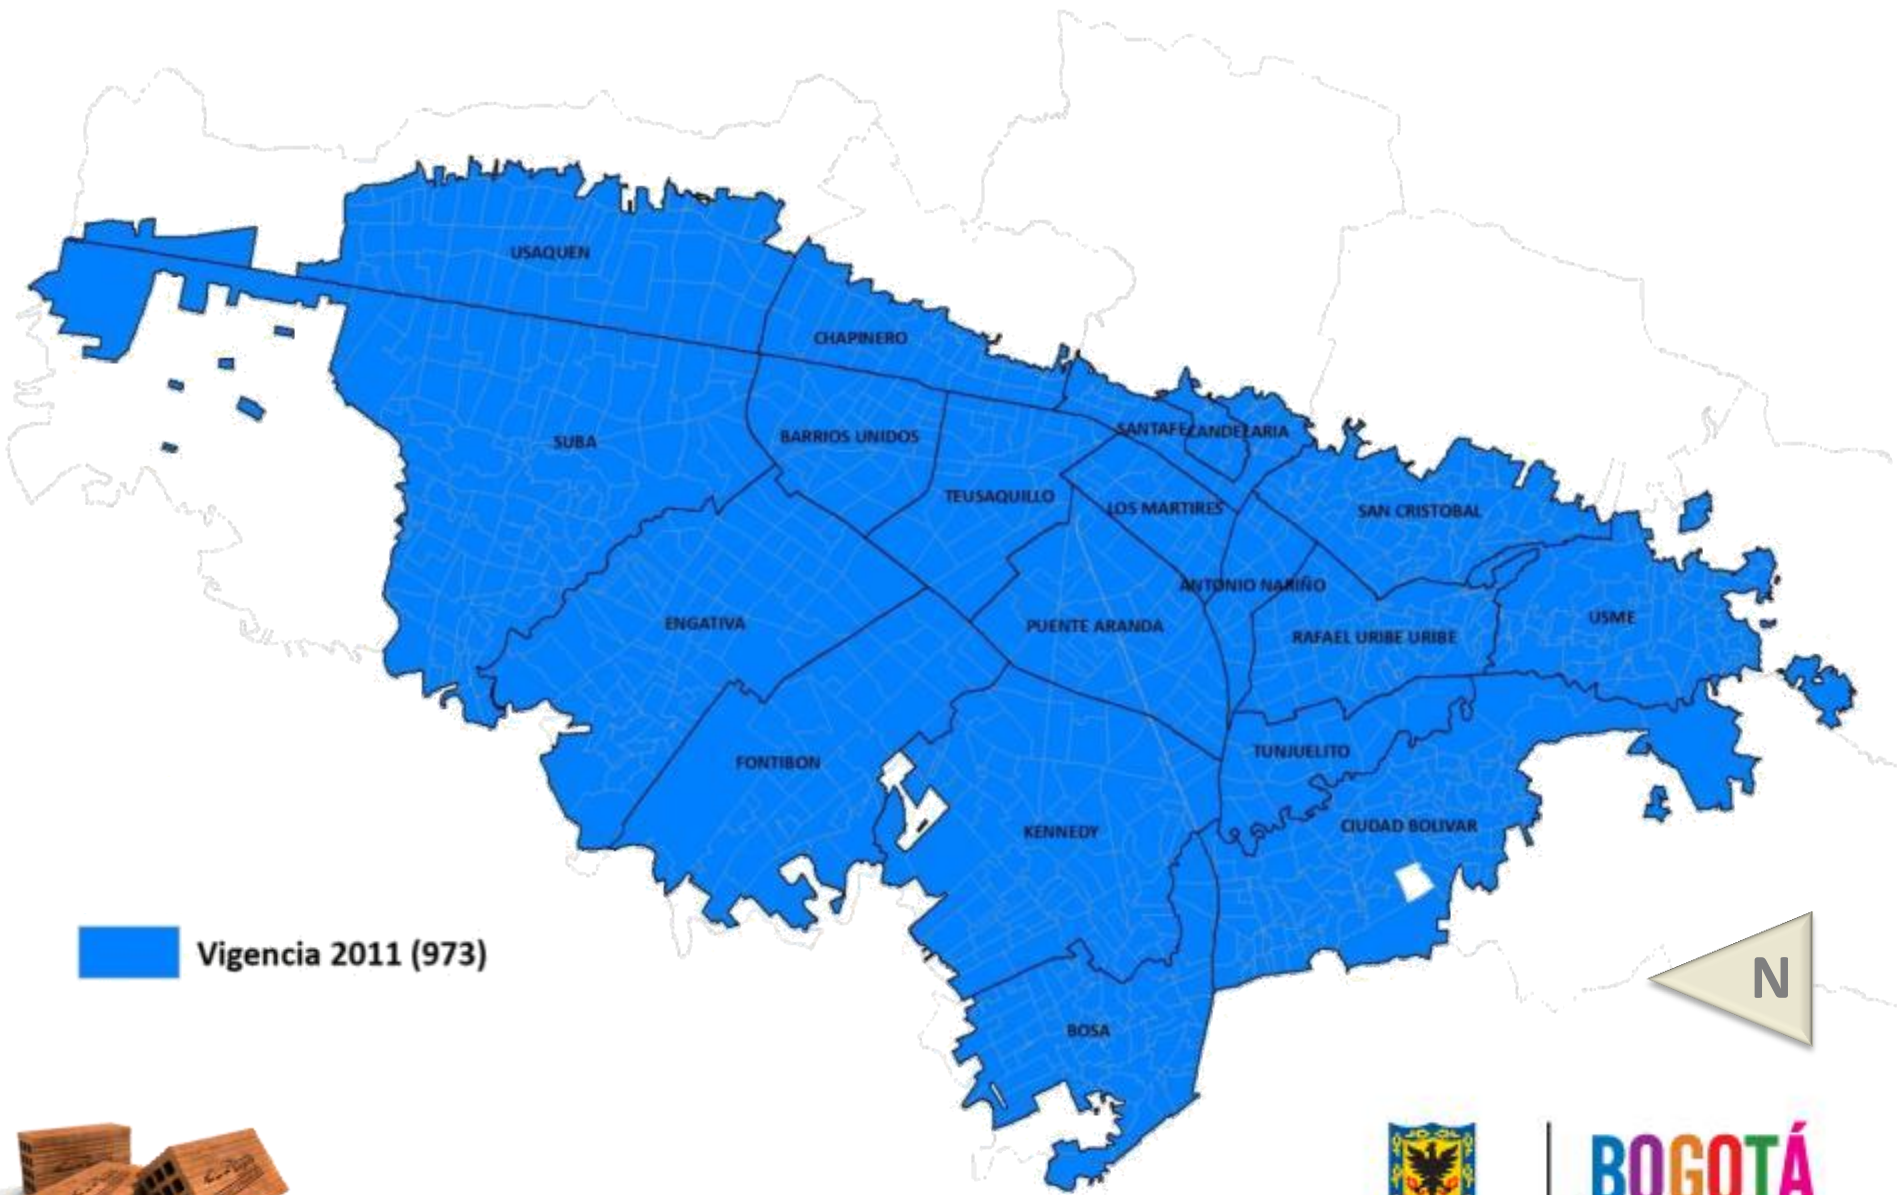 USAQUEN
CHAPINERO
SANTAFE
CANDELARIA
BARRIOS UNIDOS
SUBA
TEUSAQUILLO
LOS MARTIRES
SAN CRISTOBAL
ANTONIO NARIÑO
USME
ENGATIVA
PUENTE ARANDA
RAFAEL URIBE URIBE
FONTIBON
TUNJUELITO
KENNEDY
CIUDAD BOLIVAR
Vigencia 2011 (973)
N
BOSA
BOGOTÁ